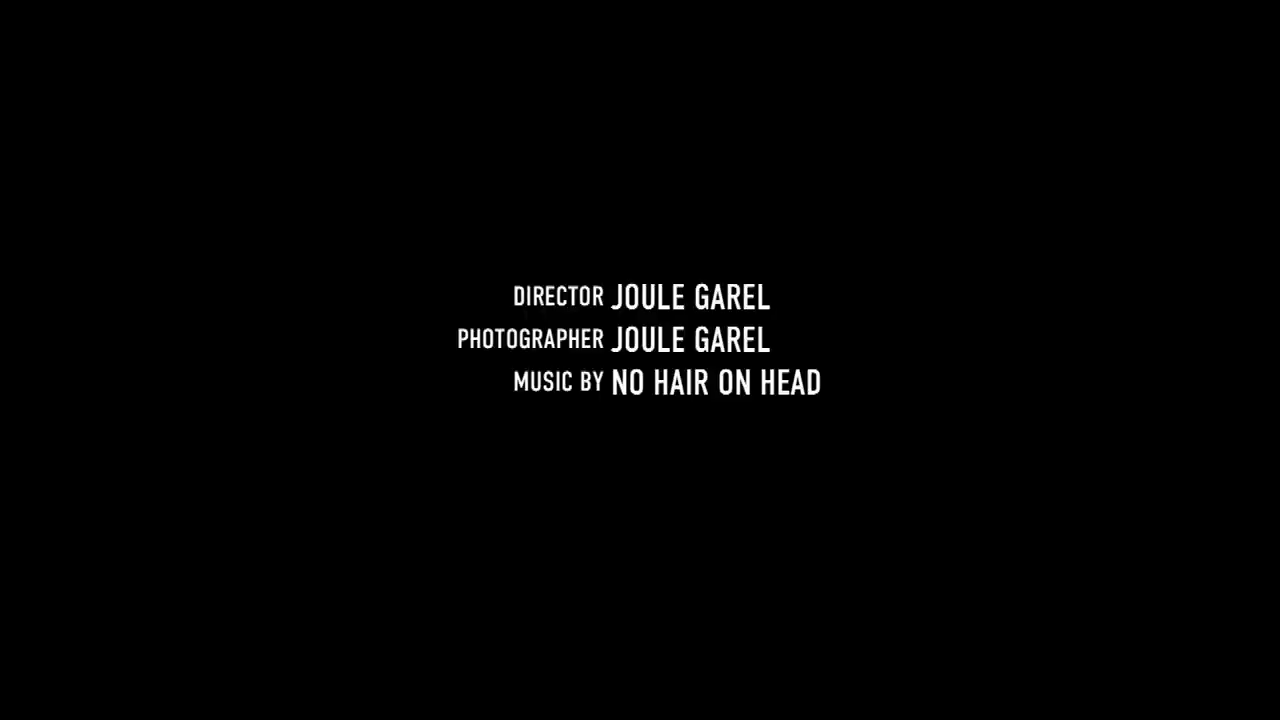 DIRECTOR JOULE GAREL
PHOTOGRAPHER JOULE GAREL
MUSIC BY NO HAIR ON HEAD